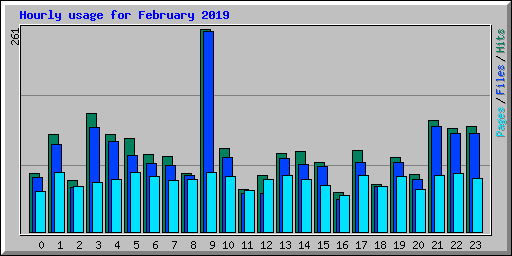 Hourly usage for February 2019
261
Pages / Files / Hits
0 1 2 3 4 5 6 7 8 9 10 11 12 13 14 15 16 17 18 19 20 21 22 23